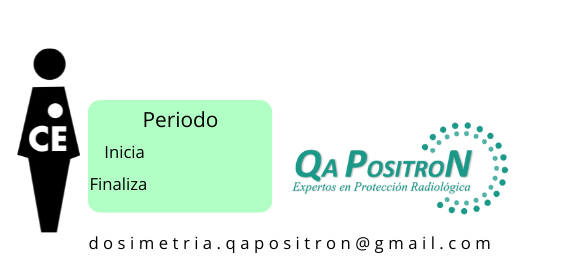 CE
Periodo
Inicia
Finaliza
QA POSITRON
Expertos en Protección Radiológica
dosimetria.qapositron@gmail.com